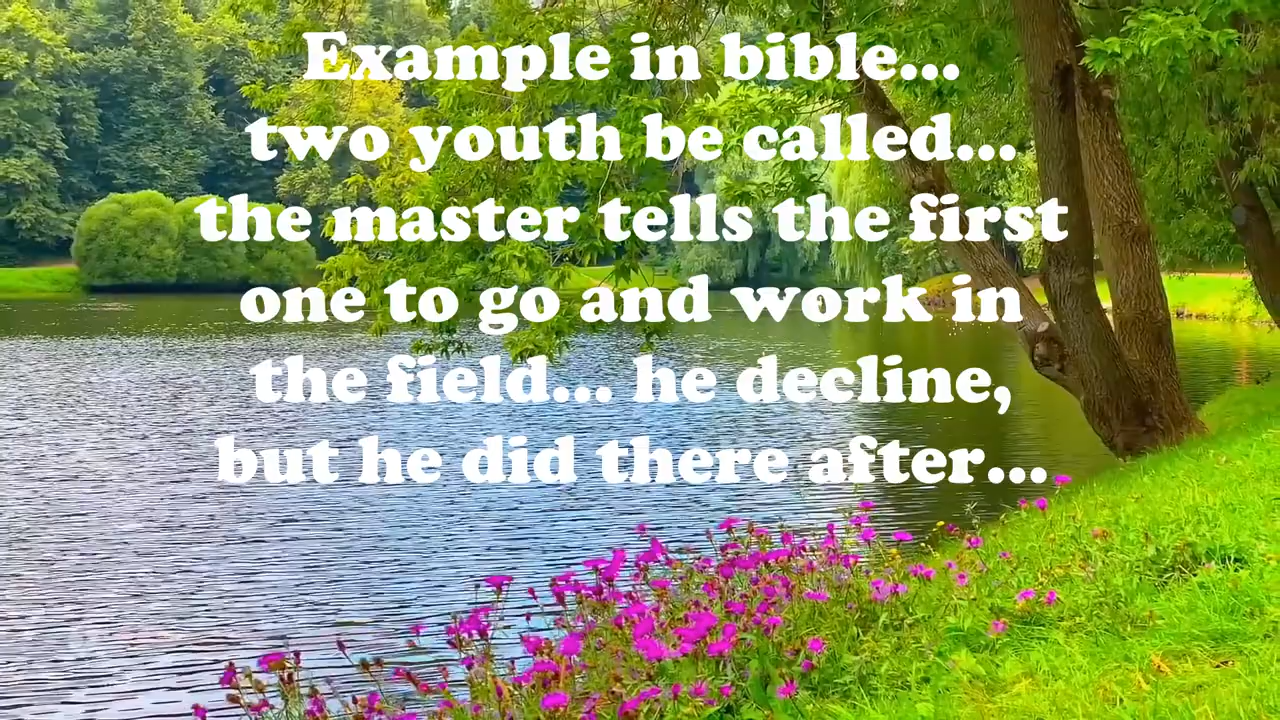 Example in bible...
two youth be called...
the master tells the first
one to go and work in
the field... he decline,
but he did there after...